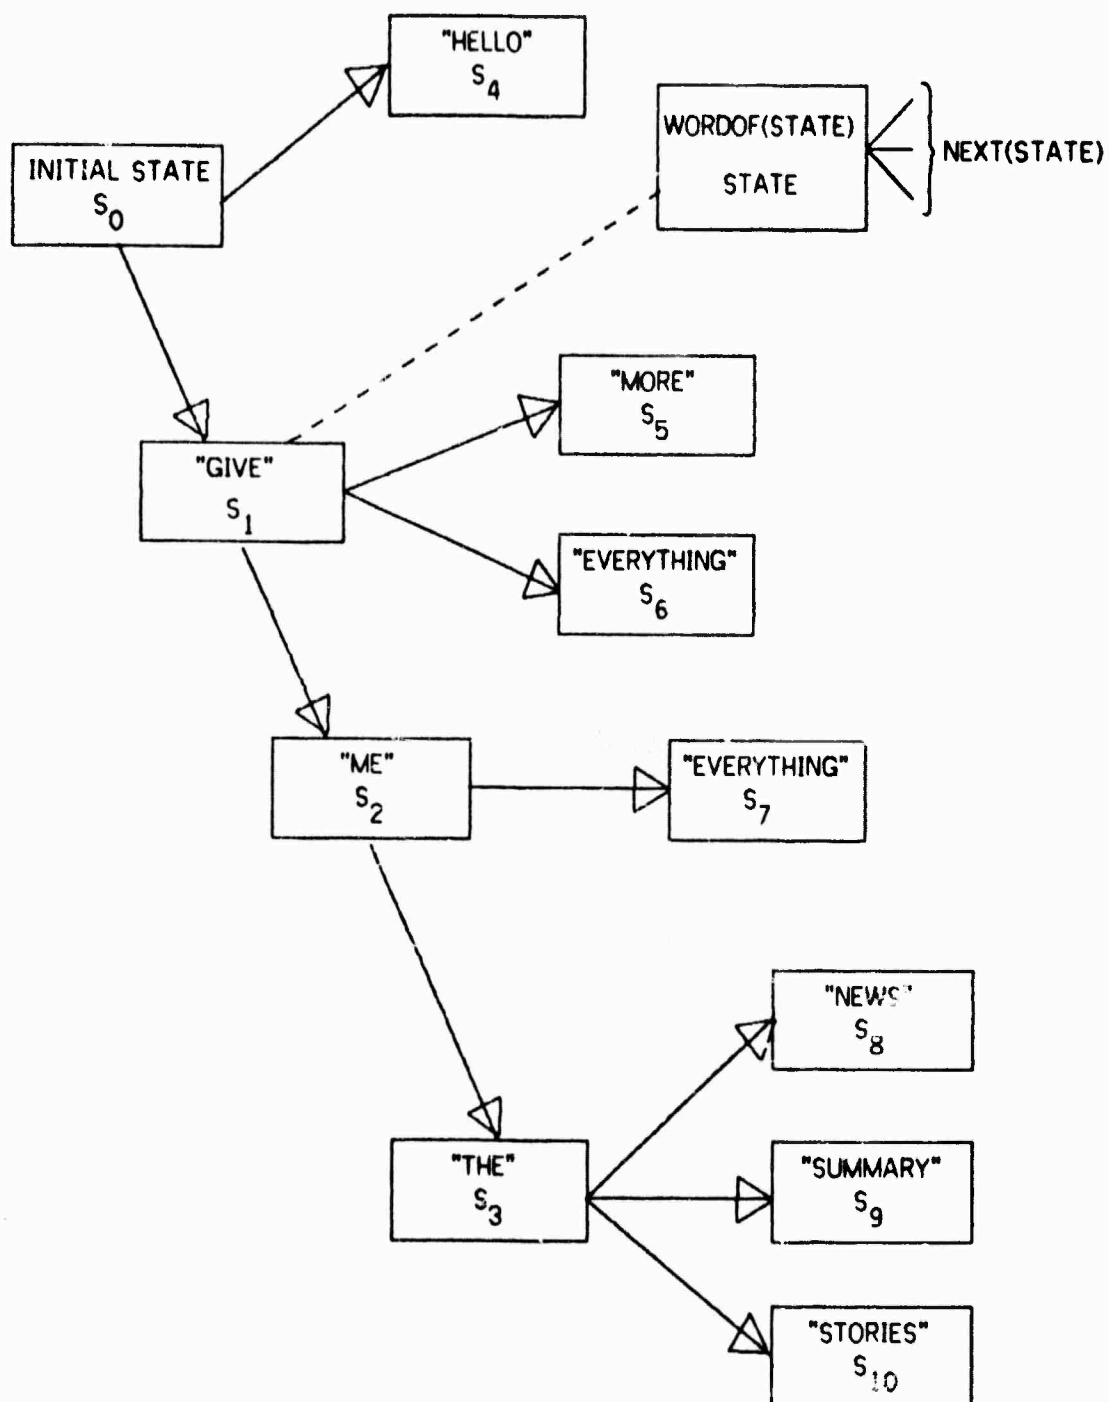 "HELLO"
S4
INITIAL STATE
S0
WORDOF(STATE)
STATE
NEXT(STATE)
"MORE"
S5
"GIVE"
S1
"EVERYTHING"
S6
"ME"
S2
"EVERYTHING"
S7
"NEWS"
S8
"THE"
S3
"SUMMARY"
S9
"STORIES"
S10